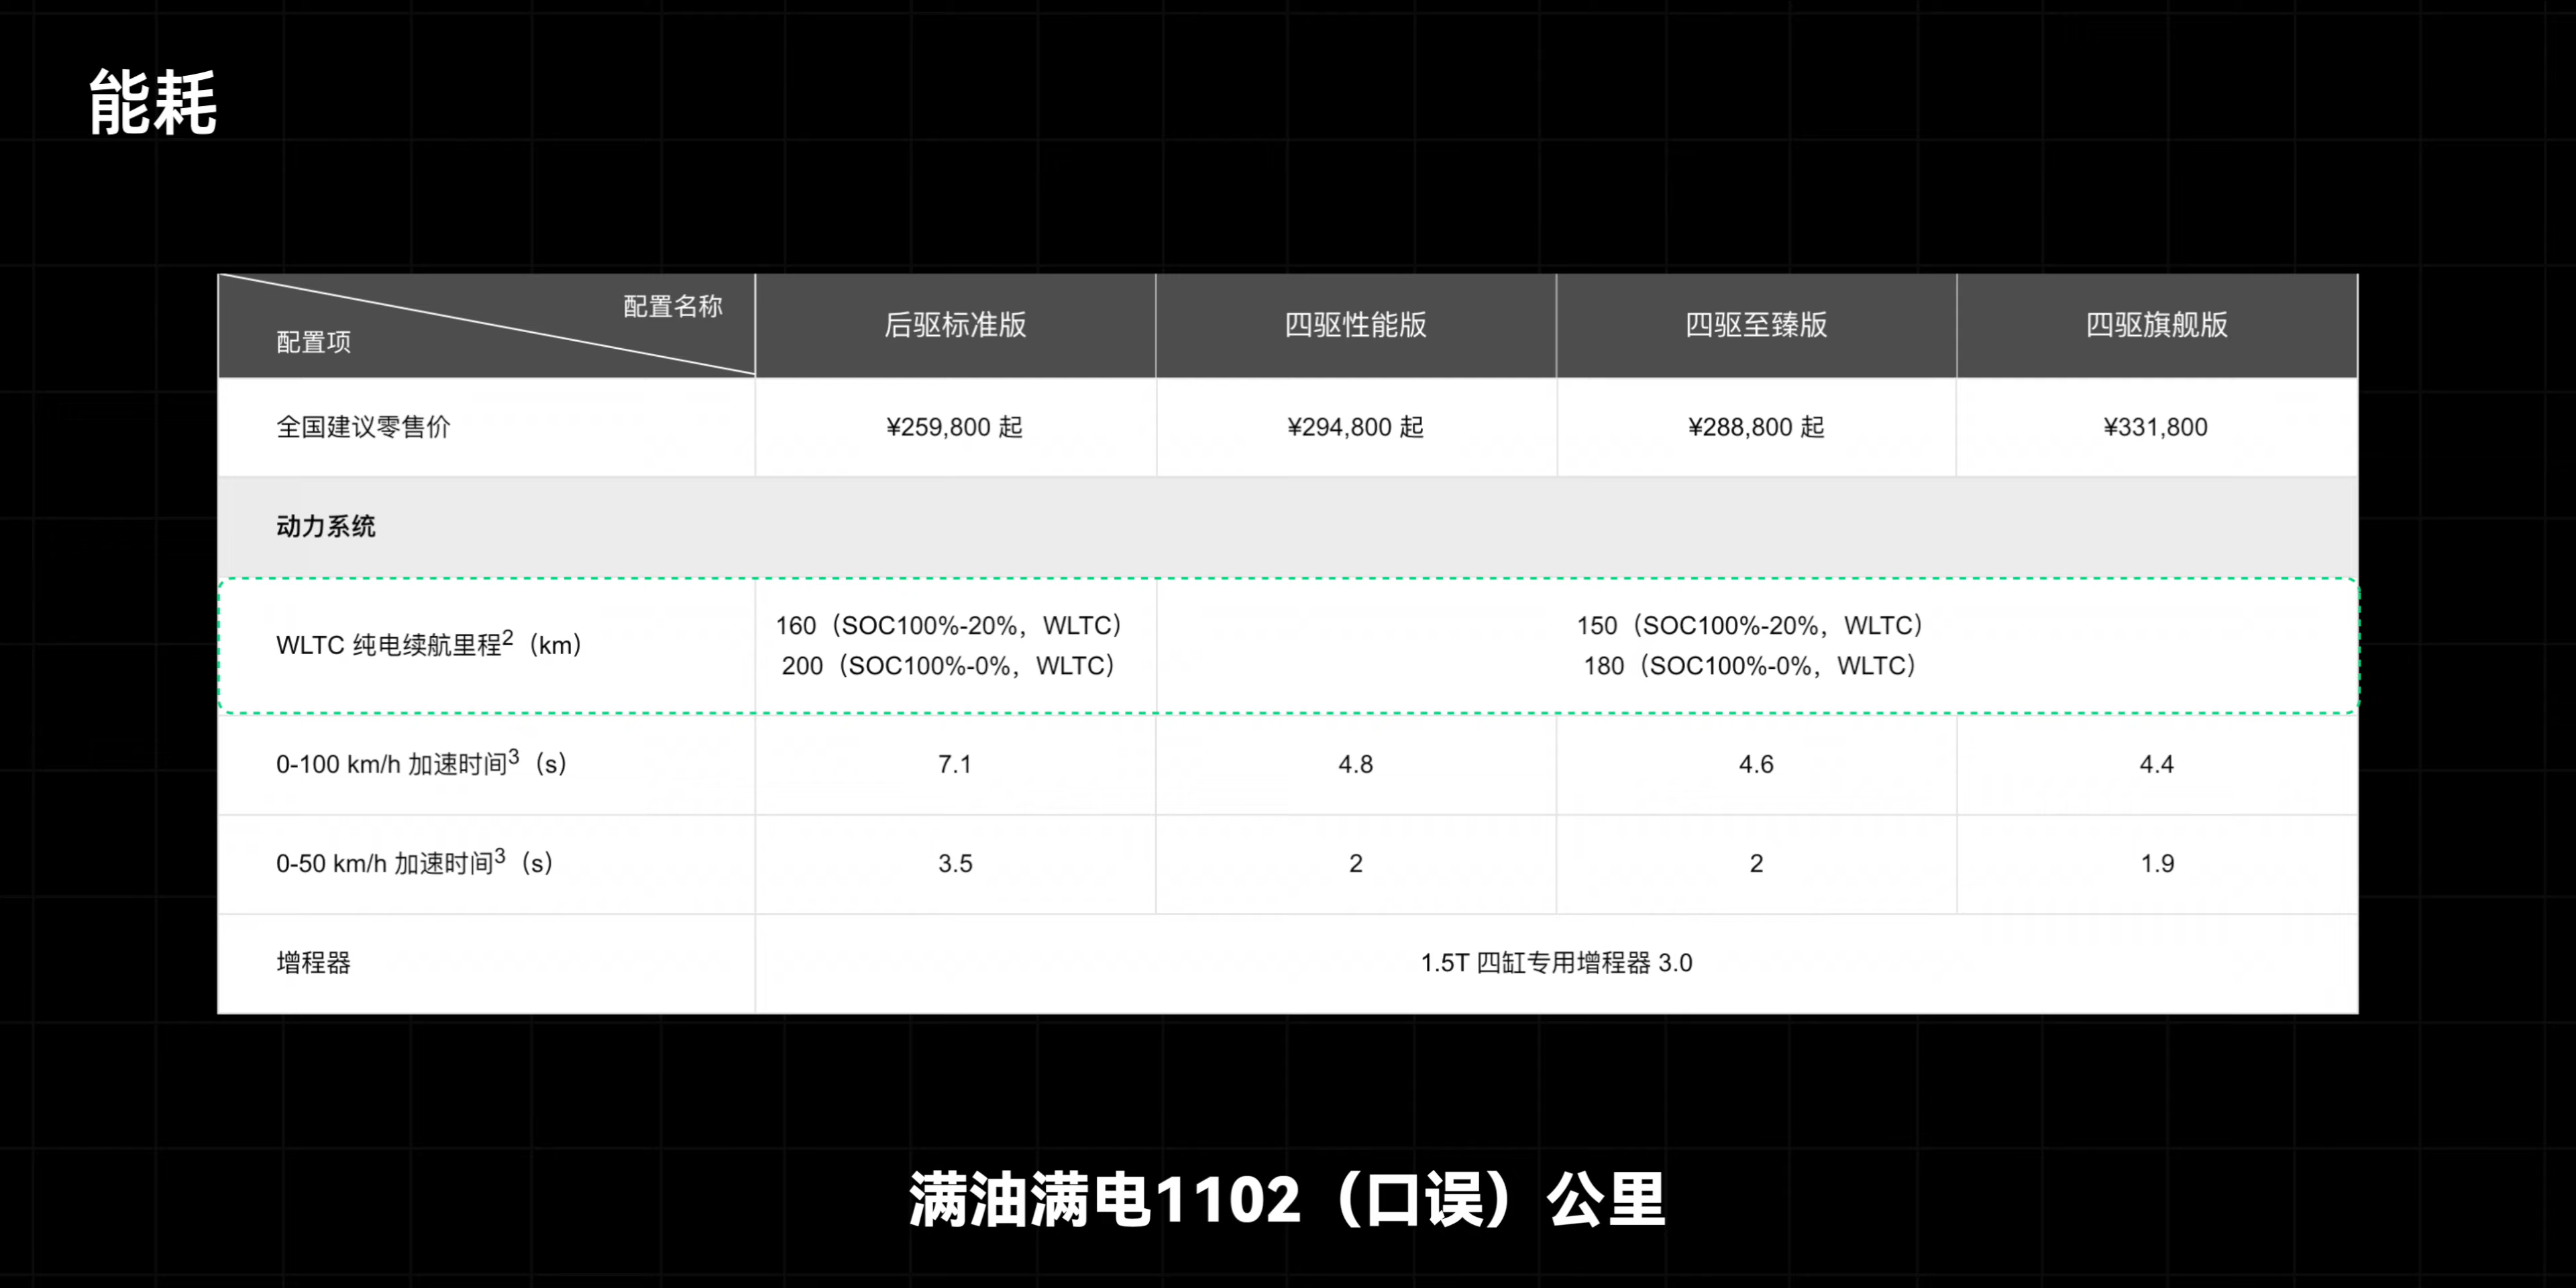 能耗
配置名称
配置项
后驱标准版
四驱性能版
四驱至臻版
四驱旗舰版
全国建议零售价
¥259,800 起
¥294,800 起
¥288,800 起
¥331,800
动力系统
WLTC 纯电续航里程2（km）
160（SOC100%-20%，WLTC）
200（SOC100%-0%，WLTC）
150（SOC100%-20%，WLTC）
180（SOC100%-0%，WLTC）
0-100 km/h 加速时间3（s）
7.1
4.8
4.6
4.4
0-50 km/h 加速时间3（s）
3.5
2
2
1.9
增程器
1.5T 四缸专用增程器 3.0
满油满电1102（口误）公里